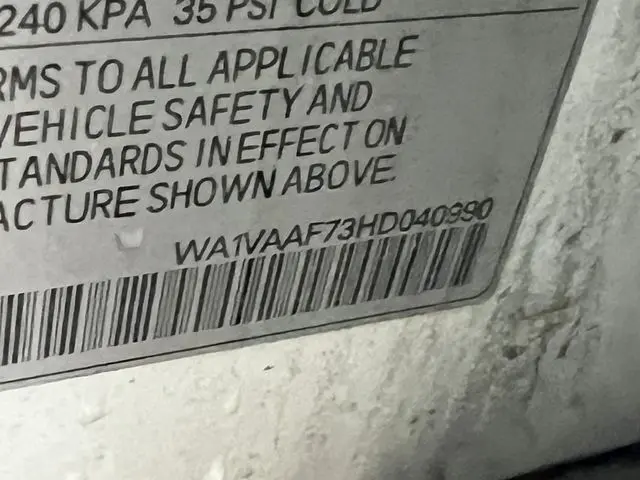 240 KPA 35 PSI COLD
RMS TO ALL APPLICABLE
VEHICLE SAFETY AND
STANDARDS IN EFFECT ON
ACTURE SHOWN ABOVE
WA1VAAF73HD040990